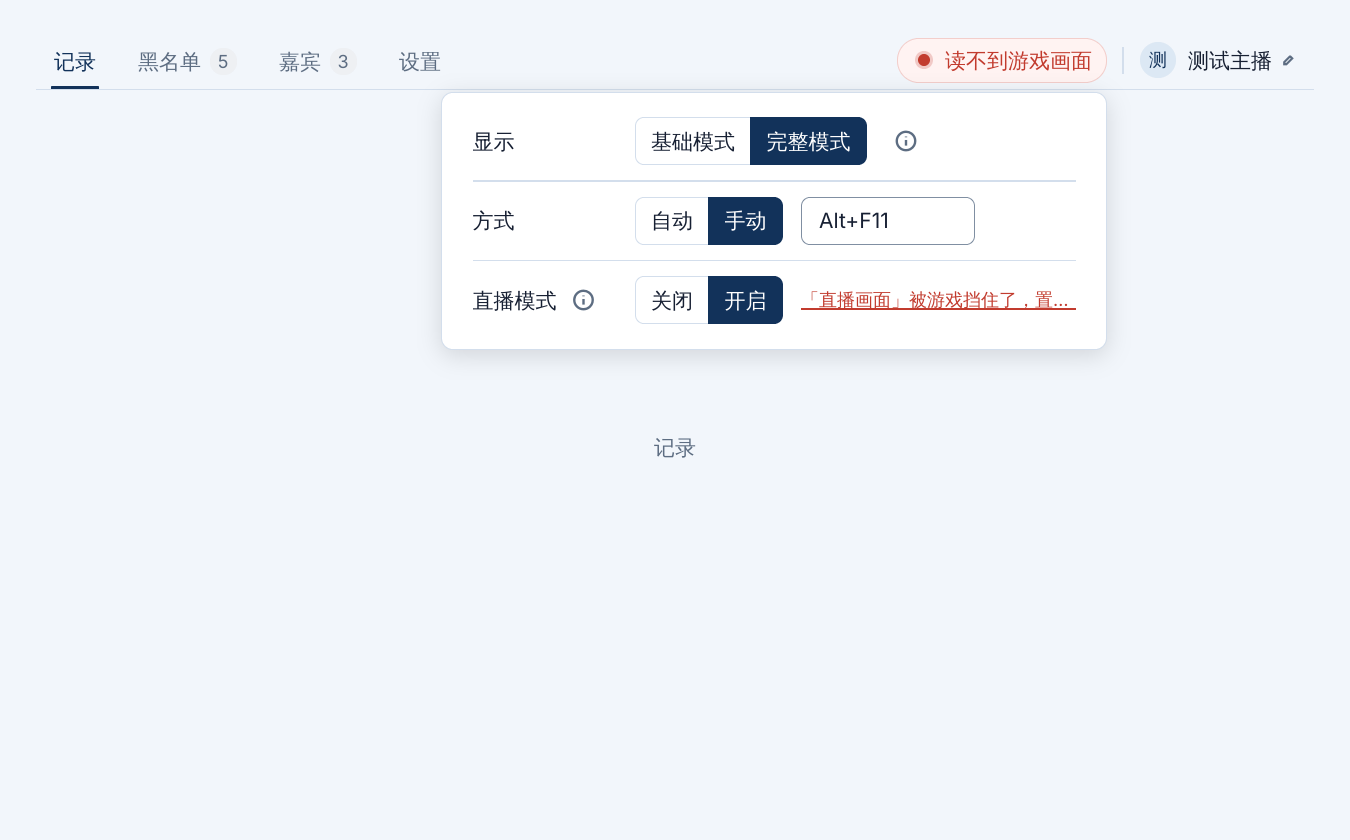 记录 黑名单 5 嘉宾 3 设置 读不到游戏画面 测 测试主播
显示 基础模式 完整模式
方式 自动 手动 Alt+F11
直播模式 关闭 开启 「直播画面」被游戏挡住了，置...
记录